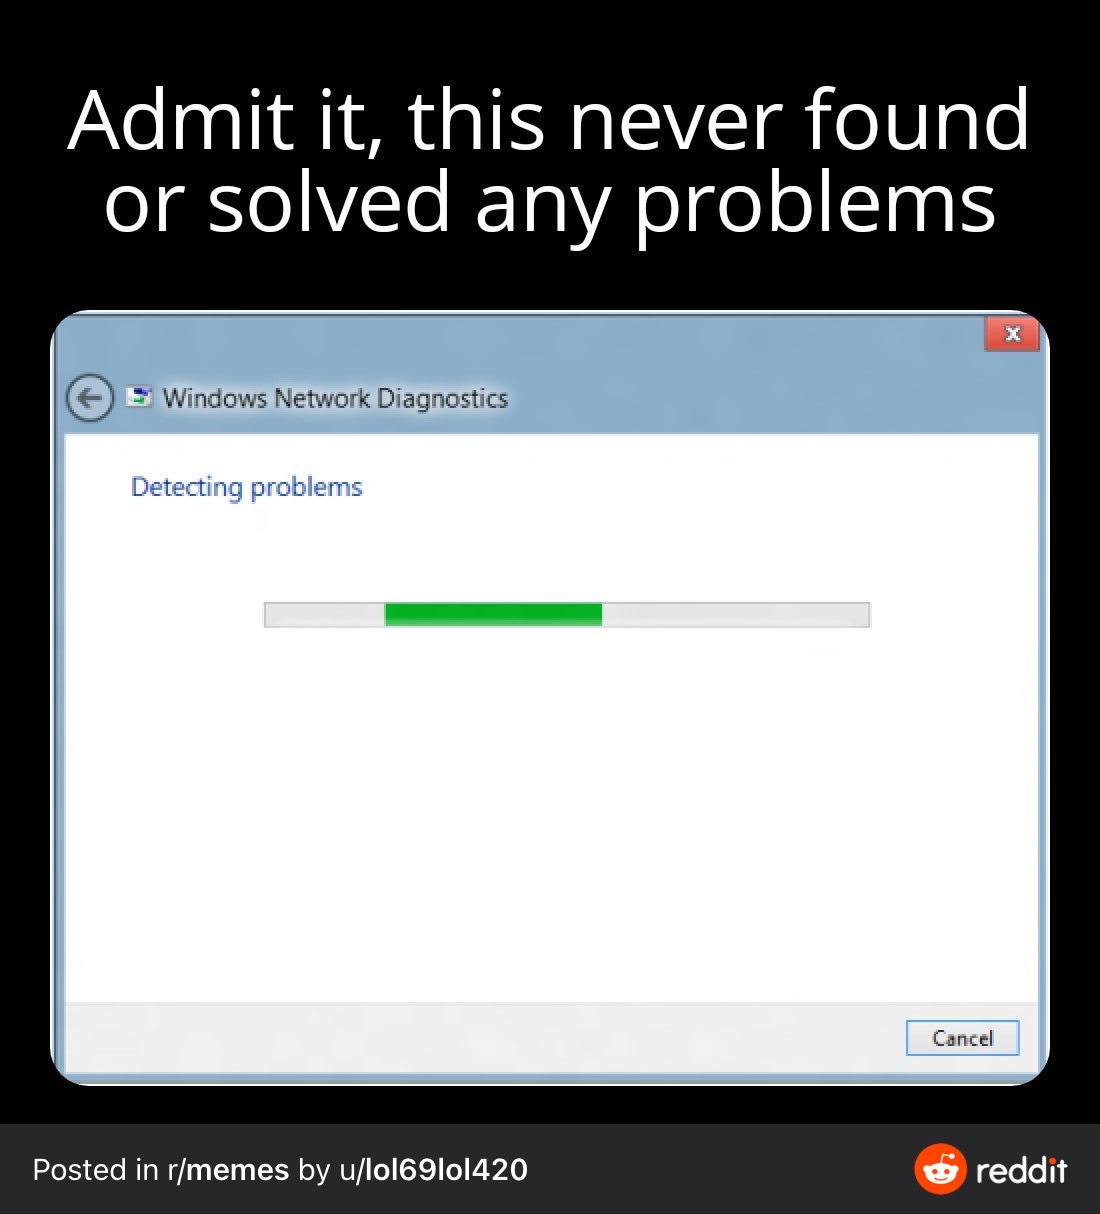 Admit it, this never found
or solved any problems
x
Windows Network Diagnostics
Detecting problems
Cancel
Posted in r/memes by u/lol69lol420
reddit